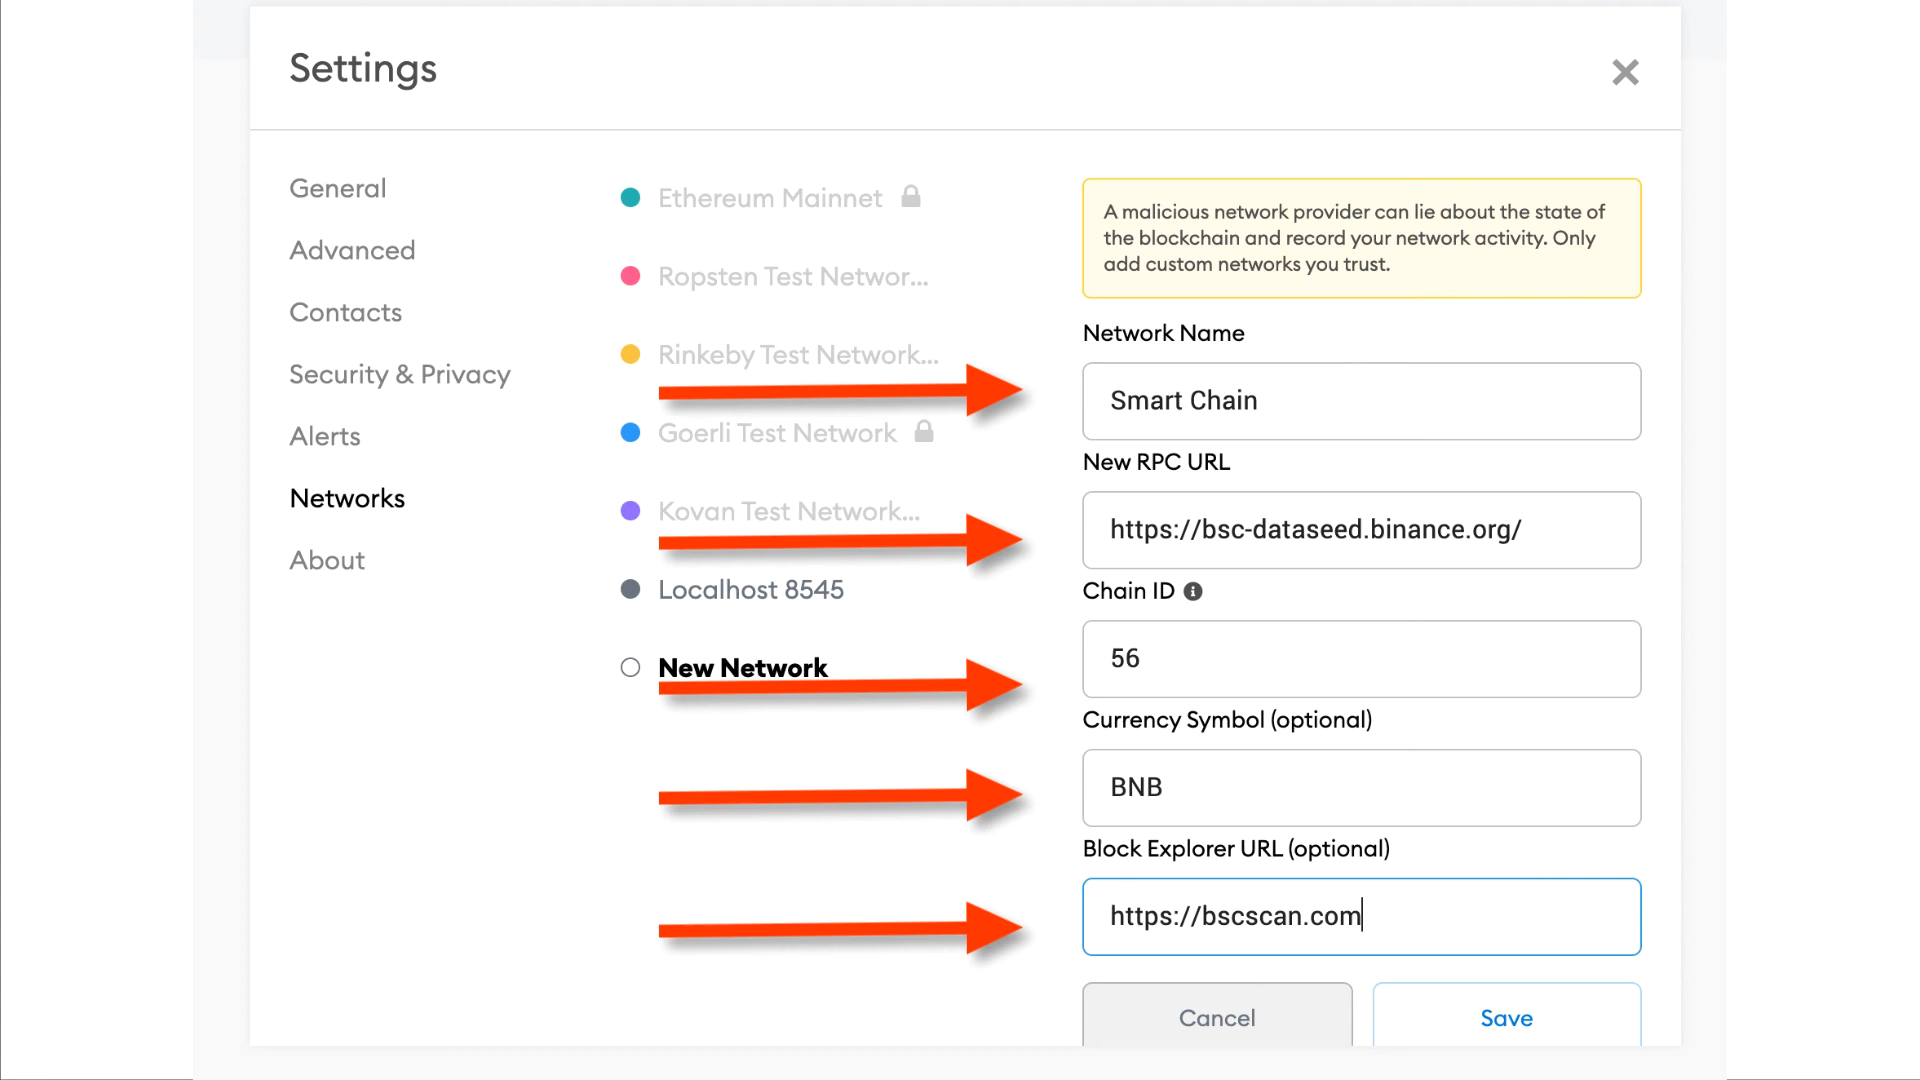 Settings
General
Advanced
Contacts
Security & Privacy
Alerts
Networks
About
Ethereum Mainnet
Ropsten Test Networ...
Rinkeby Test Network...
Goerli Test Network
Kovan Test Network...
Localhost 8545
New Network
A malicious network provider can lie about the state of
the blockchain and record your network activity. Only
add custom networks you trust.
Network Name
Smart Chain
New RPC URL
https://bsc-dataseed.binance.org/
Chain ID
56
Currency Symbol (optional)
BNB
Block Explorer URL (optional)
https://bscscan.com
Cancel
Save